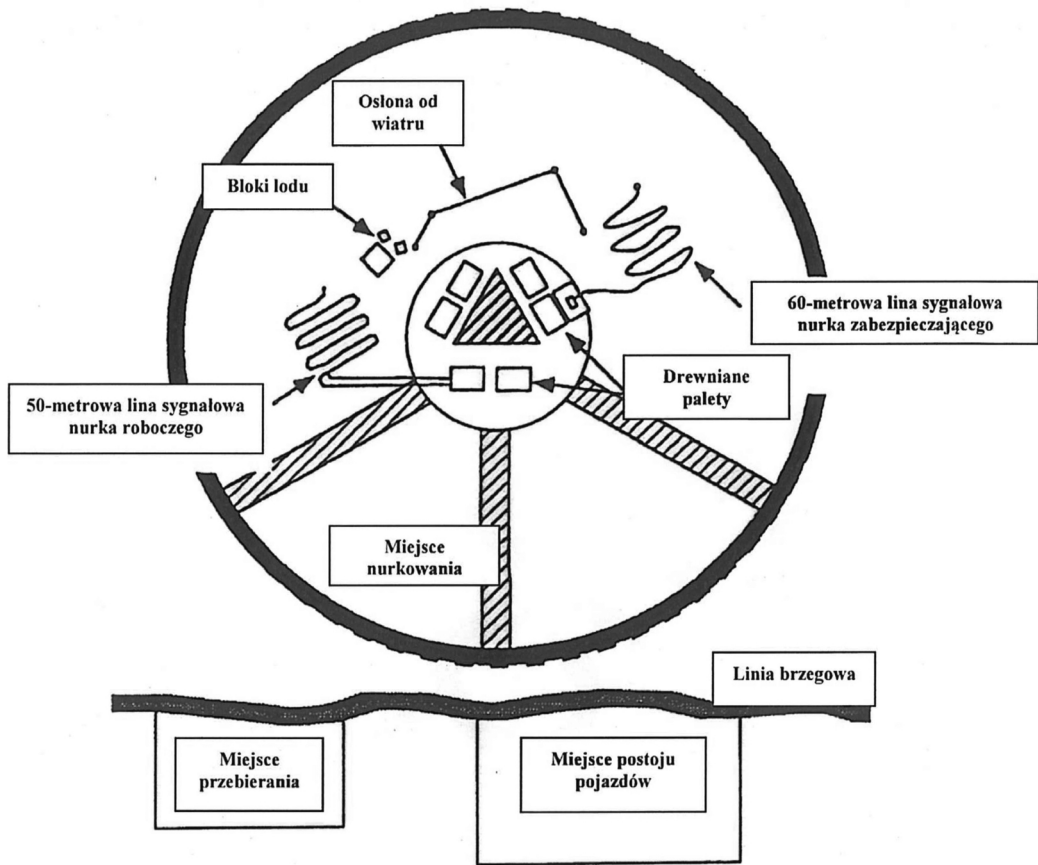 Osłona od
wiatru
Bloki lodu
60-metrowa lina sygnałowa
nurka zabezpieczającego
Drewniane
palety
50-metrowa lina sygnałowa
nurka roboczego
Miejsce
nurkowania
Linia brzegowa
Miejsce
przebierania
Miejsce postoju
pojazdów